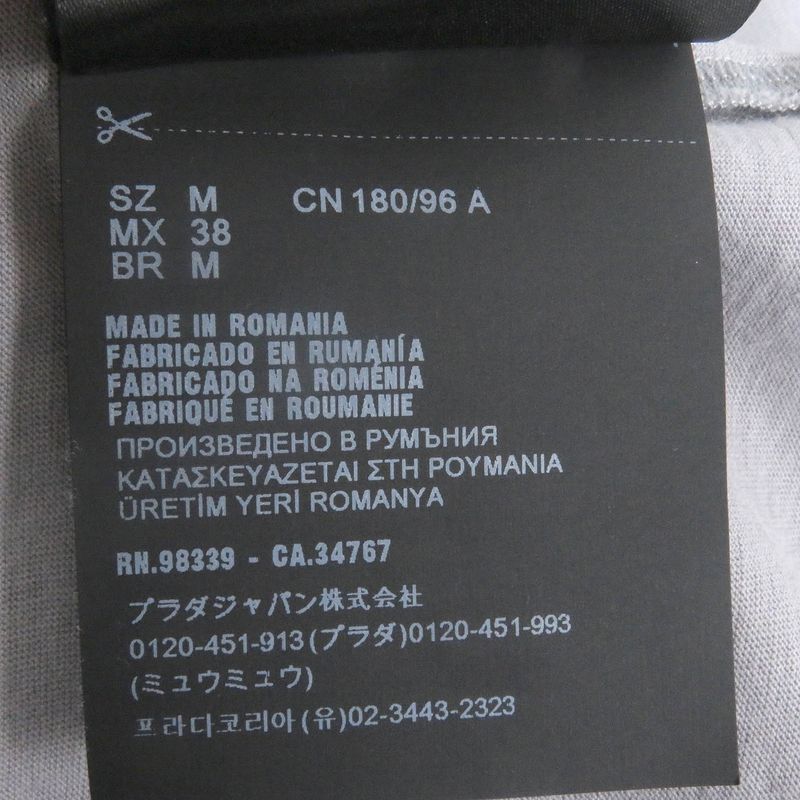 SZ M CN 180/96 A
MX 38
BR M
MADE IN ROMANIA
FABRICADO EN RUMANÍA
FABRICADO NA ROMÉNIA
FABRIQUÉ EN ROUMANIE
ПРОИЗВЕДЕНО В РУМЪНИЯ
ΚΑΤΑΣΚΕΥΑΖΕΤΑΙ ΣΤΗ ΡΟΥΜΑΝΙΑ
ÜRETİM YERİ ROMANYA
RN.98339 - CA.34767
プラダジャパン株式会社
0120-451-913(プラダ)0120-451-993
(ミュウミュウ)
프라다코리아(유)02-3443-2323